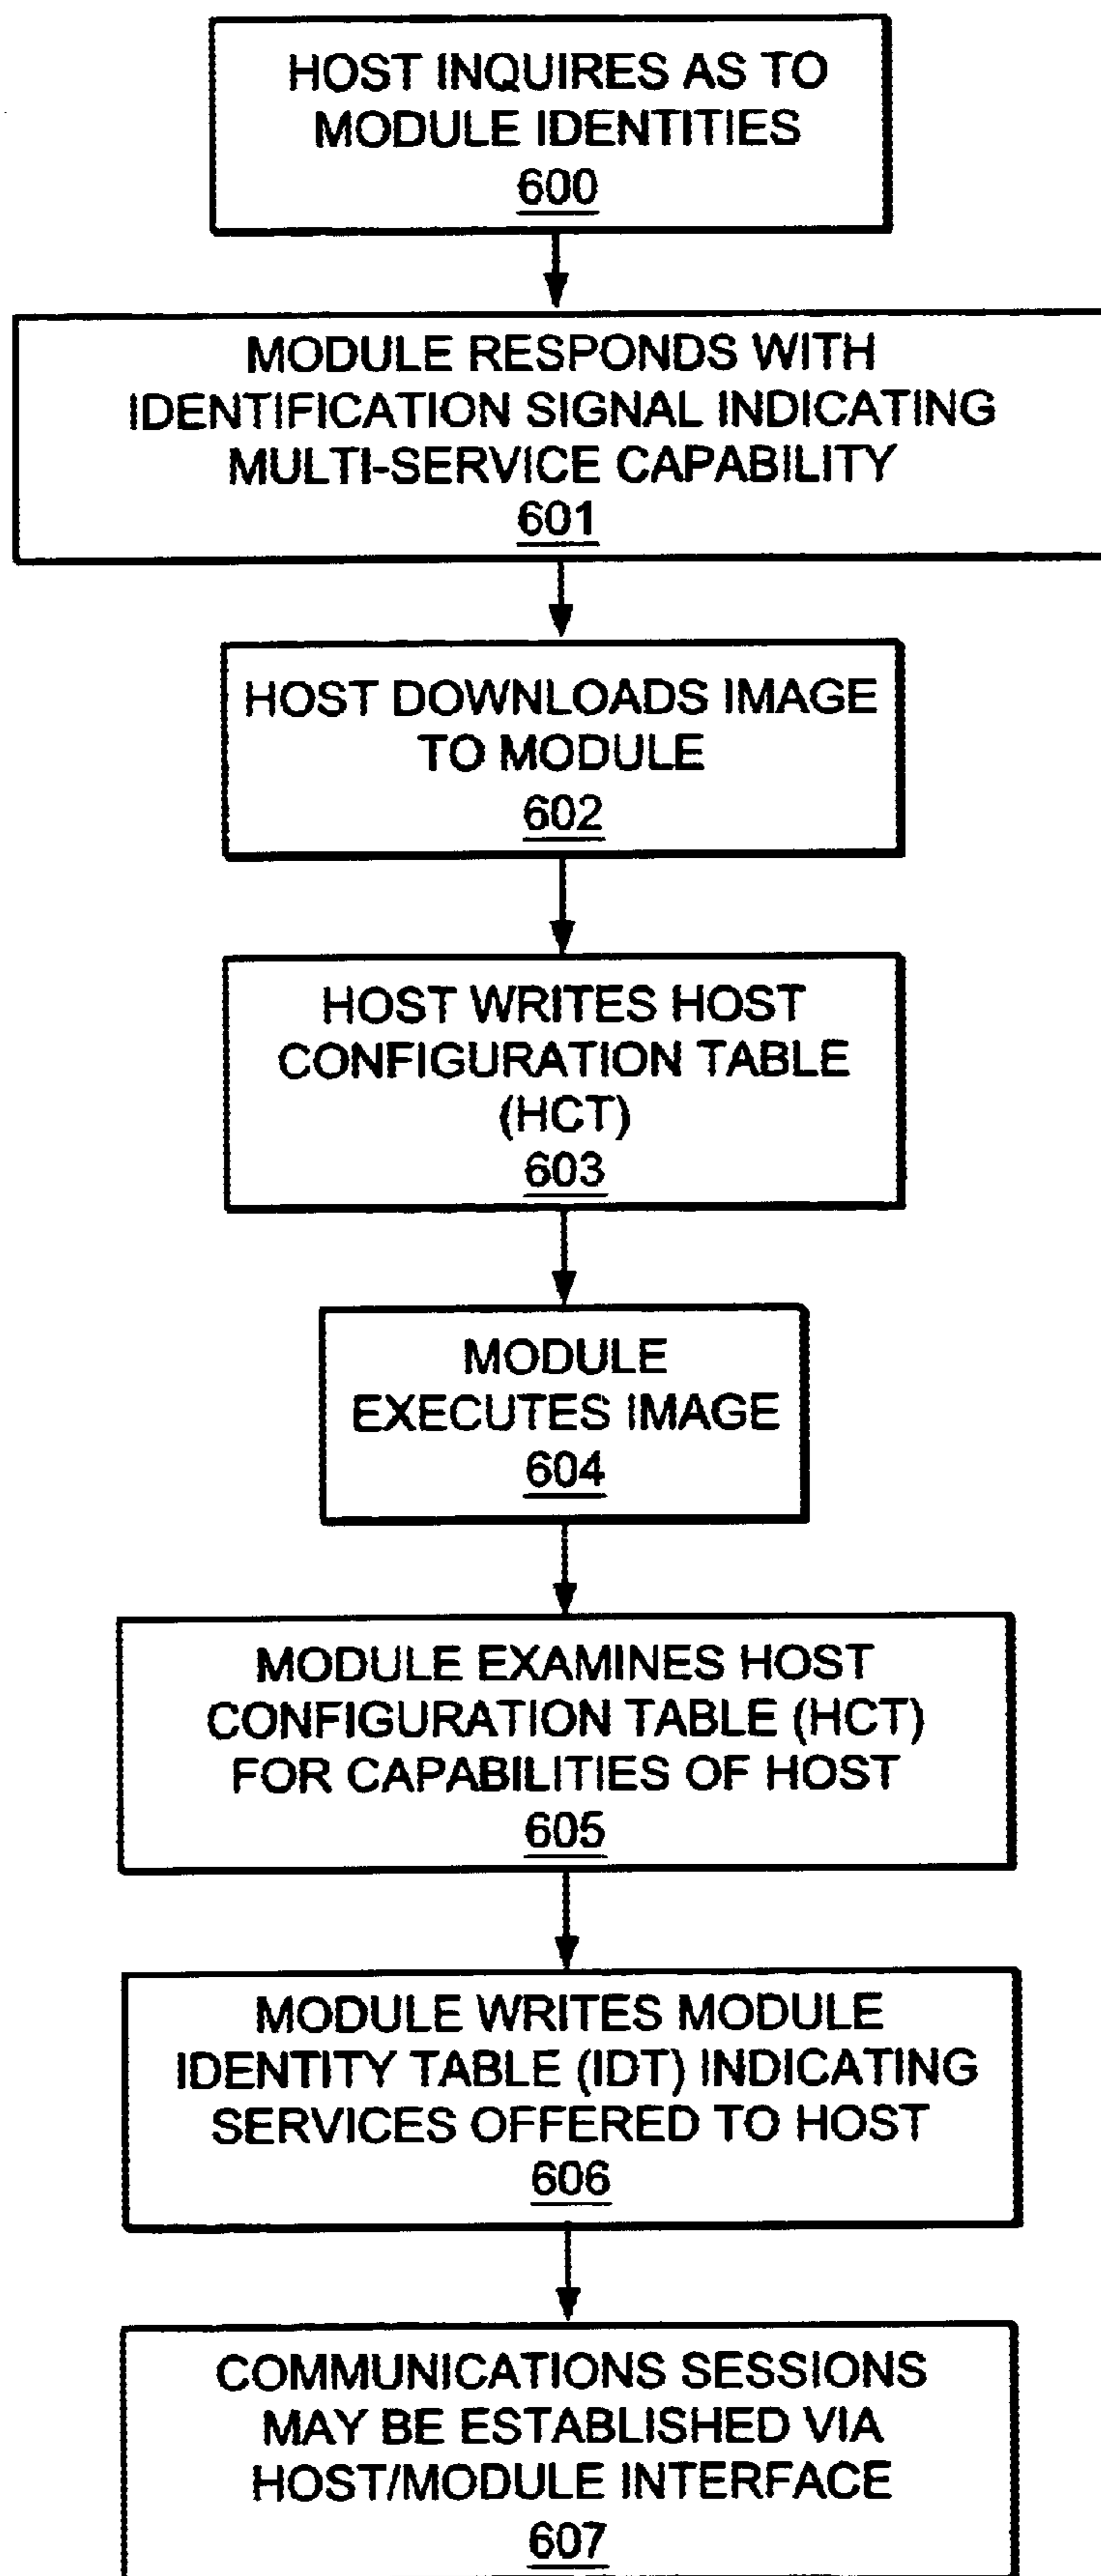 HOST INQUIRES AS TO
MODULE IDENTITIES
600
MODULE RESPONDS WITH
IDENTIFICATION SIGNAL INDICATING
MULTI-SERVICE CAPABILITY
601
HOST DOWNLOADS IMAGE
TO MODULE
602
HOST WRITES HOST
CONFIGURATION TABLE
(HCT)
603
MODULE
EXECUTES IMAGE
604
MODULE EXAMINES HOST
CONFIGURATION TABLE (HCT)
FOR CAPABILITIES OF HOST
605
MODULE WRITES MODULE
IDENTITY TABLE (IDT) INDICATING
SERVICES OFFERED TO HOST
606
COMMUNICATIONS SESSIONS
MAY BE ESTABLISHED VIA
HOST/MODULE INTERFACE
607